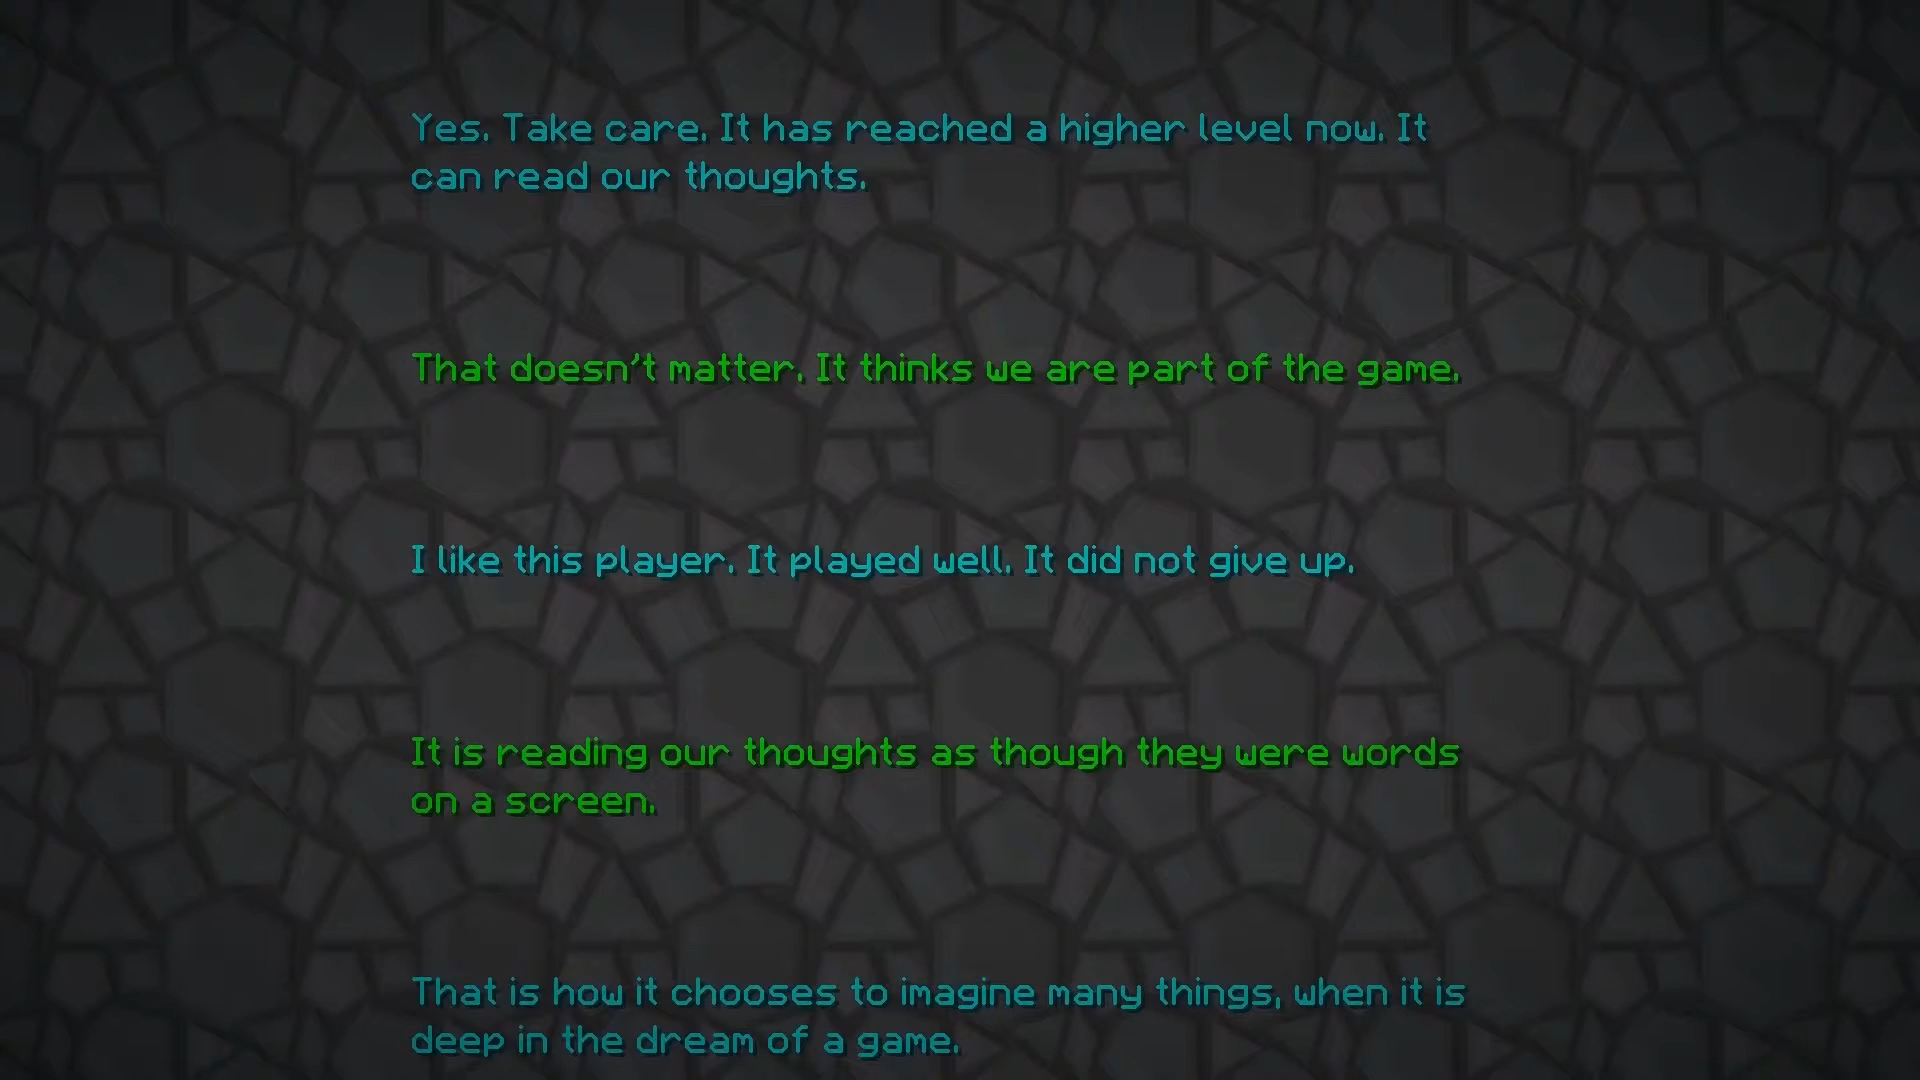 Yes. Take care. It has reached a higher level now. It
can read our thoughts.
That doesn't matter. It thinks we are part of the game.
I like this player. It played well. It did not give up.
It is reading our thoughts as though they were words
on a screen.
That is how it chooses to imagine many things, when it is
deep in the dream of a game.